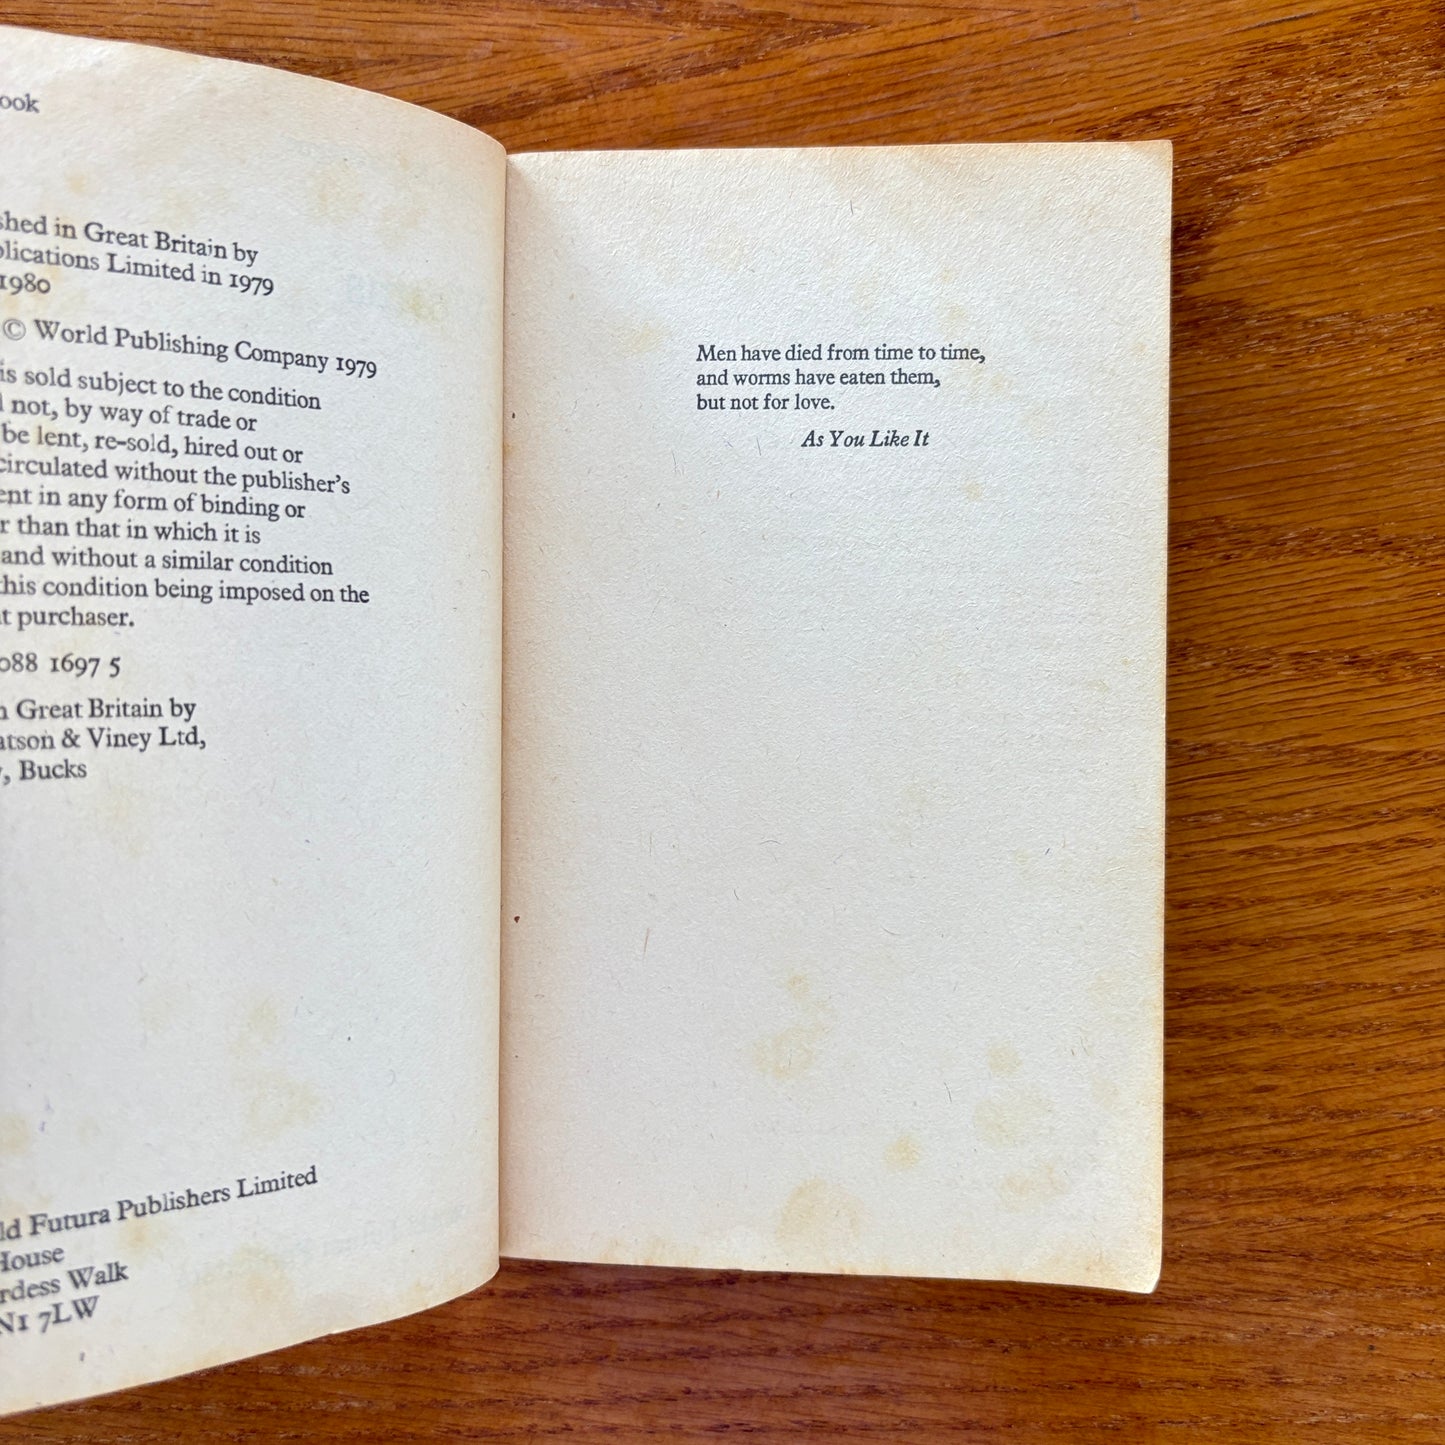 ook
shed in Great Britain by
plications Limited in 1979
1980
© World Publishing Company 1979
is sold subject to the condition
l not, by way of trade or
be lent, re-sold, hired out or
circulated without the publisher's
ent in any form of binding or
r than that in which it is
and without a similar condition
this condition being imposed on the
t purchaser.
088 1697 5
n Great Britain by
atson & Viney Ltd,
, Bucks
ld Futura Publishers Limited
House
rdess Walk
N1 7LW
Men have died from time to time,
and worms have eaten them,
but not for love.
As You Like It